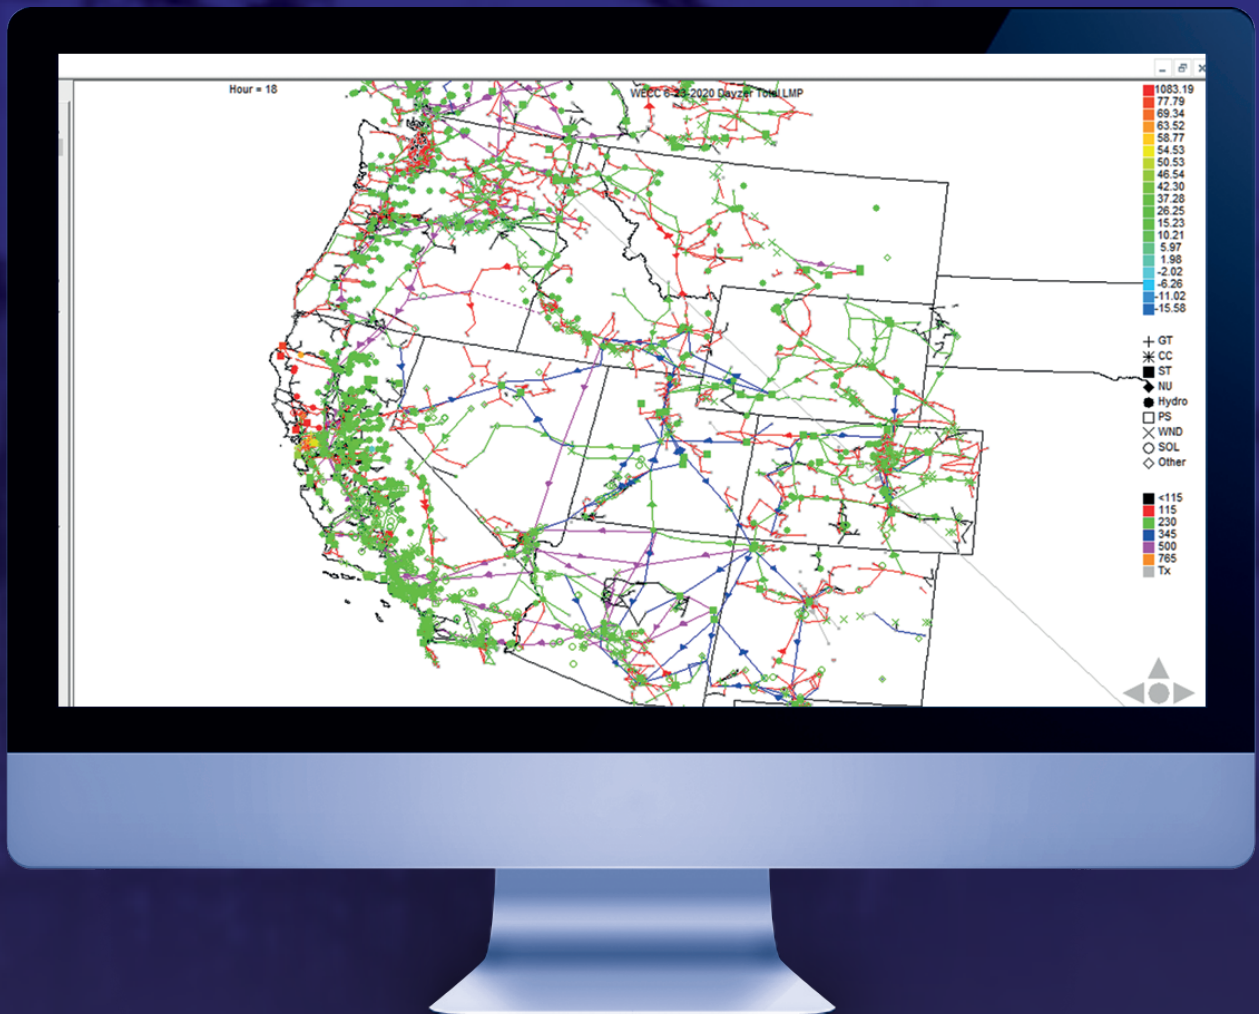 Hour = 18
WECC 6-23-2020 Dayzer Total LMP
1083.19
77.79
69.34
63.52
58.77
54.53
50.53
46.54
42.30
37.28
26.25
15.23
10.21
5.97
1.98
-2.02
-6.26
-11.02
-15.58
GT
CC
ST
NU
Hydro
PS
WND
SOL
Other
<115
115
230
345
500
765
Tx